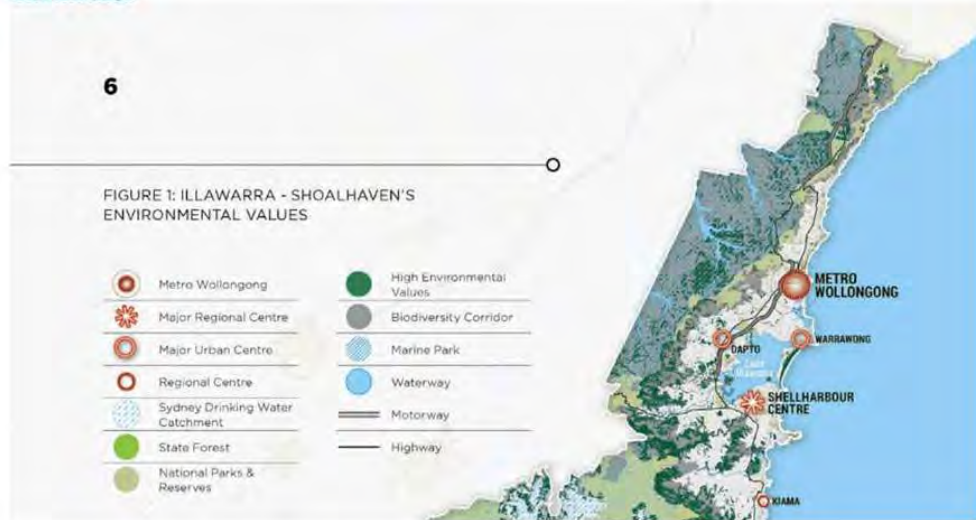 6
FIGURE 1: ILLAWARRA - SHOALHAVEN'S
ENVIRONMENTAL VALUES
Metro Wollongong
Major Regional Centre
Major Urban Centre
Regional Centre
Sydney Drinking Water
Catchment
State Forest
National Parks &
Reserves
High Environmental
Values
Biodiversity Corridor
Marine Park
Waterway
Motorway
Highway
METRO
WOLLONGONG
DAPTO
WARRAWONG
Lake
Illawarra
SHELLHARBOUR
CENTRE
KIAMA